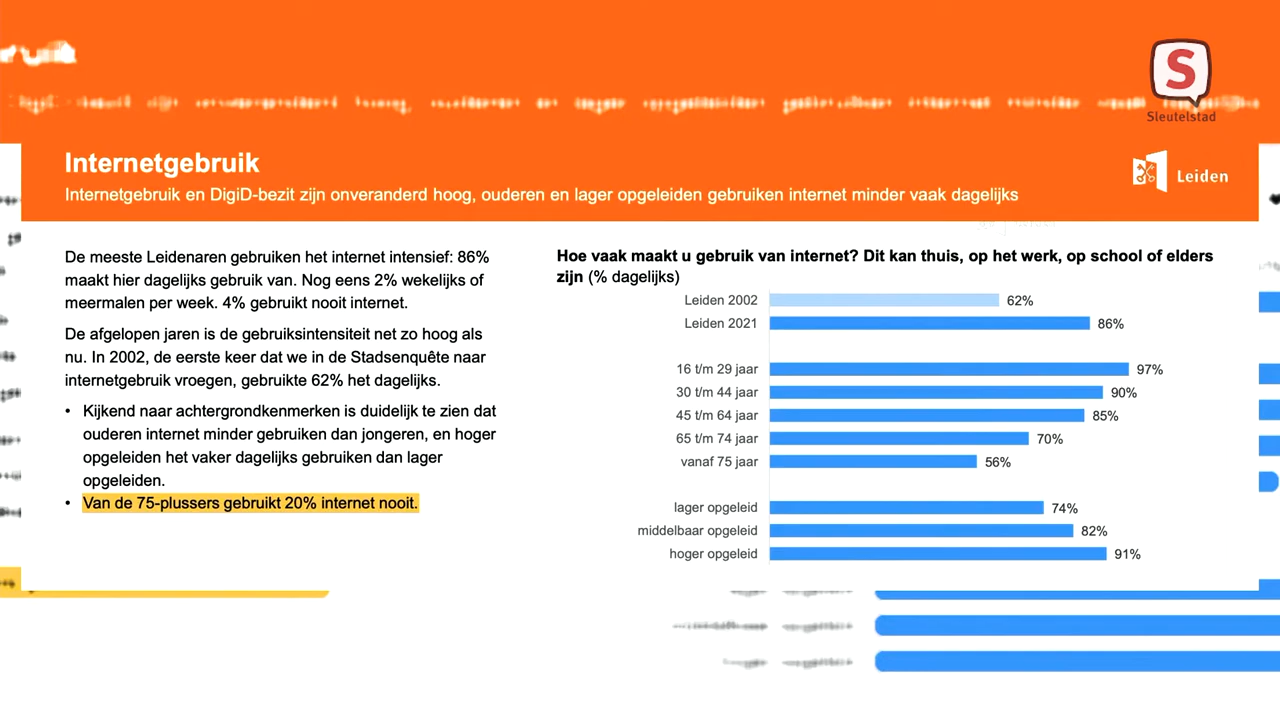 S
Sleutelstad
Internetgebruik
Leiden
Internetgebruik en DigiD-bezit zijn onveranderd hoog, ouderen en lager opgeleiden gebruiken internet minder vaak dagelijks
De meeste Leidenaren gebruiken het internet intensief: 86%
maakt hier dagelijks gebruik van. Nog eens 2% wekelijks of
meermalen per week. 4% gebruikt nooit internet.
De afgelopen jaren is de gebruiksintensiteit net zo hoog als
nu. In 2002, de eerste keer dat we in de Stadsenquête naar
internetgebruik vroegen, gebruikte 62% het dagelijks.
• Kijkend naar achtergrondkenmerken is duidelijk te zien dat
ouderen internet minder gebruiken dan jongeren, en hoger
opgeleiden het vaker dagelijks gebruiken dan lager
opgeleiden.
• Van de 75-plussers gebruikt 20% internet nooit.
Hoe vaak maakt u gebruik van internet? Dit kan thuis, op het werk, op school of elders
zijn (% dagelijks)
Leiden 2002 62%
Leiden 2021 86%
16 t/m 29 jaar 97%
30 t/m 44 jaar 90%
45 t/m 64 jaar 85%
65 t/m 74 jaar 70%
vanaf 75 jaar 56%
lager opgeleid 74%
middelbaar opgeleid 82%
hoger opgeleid 91%